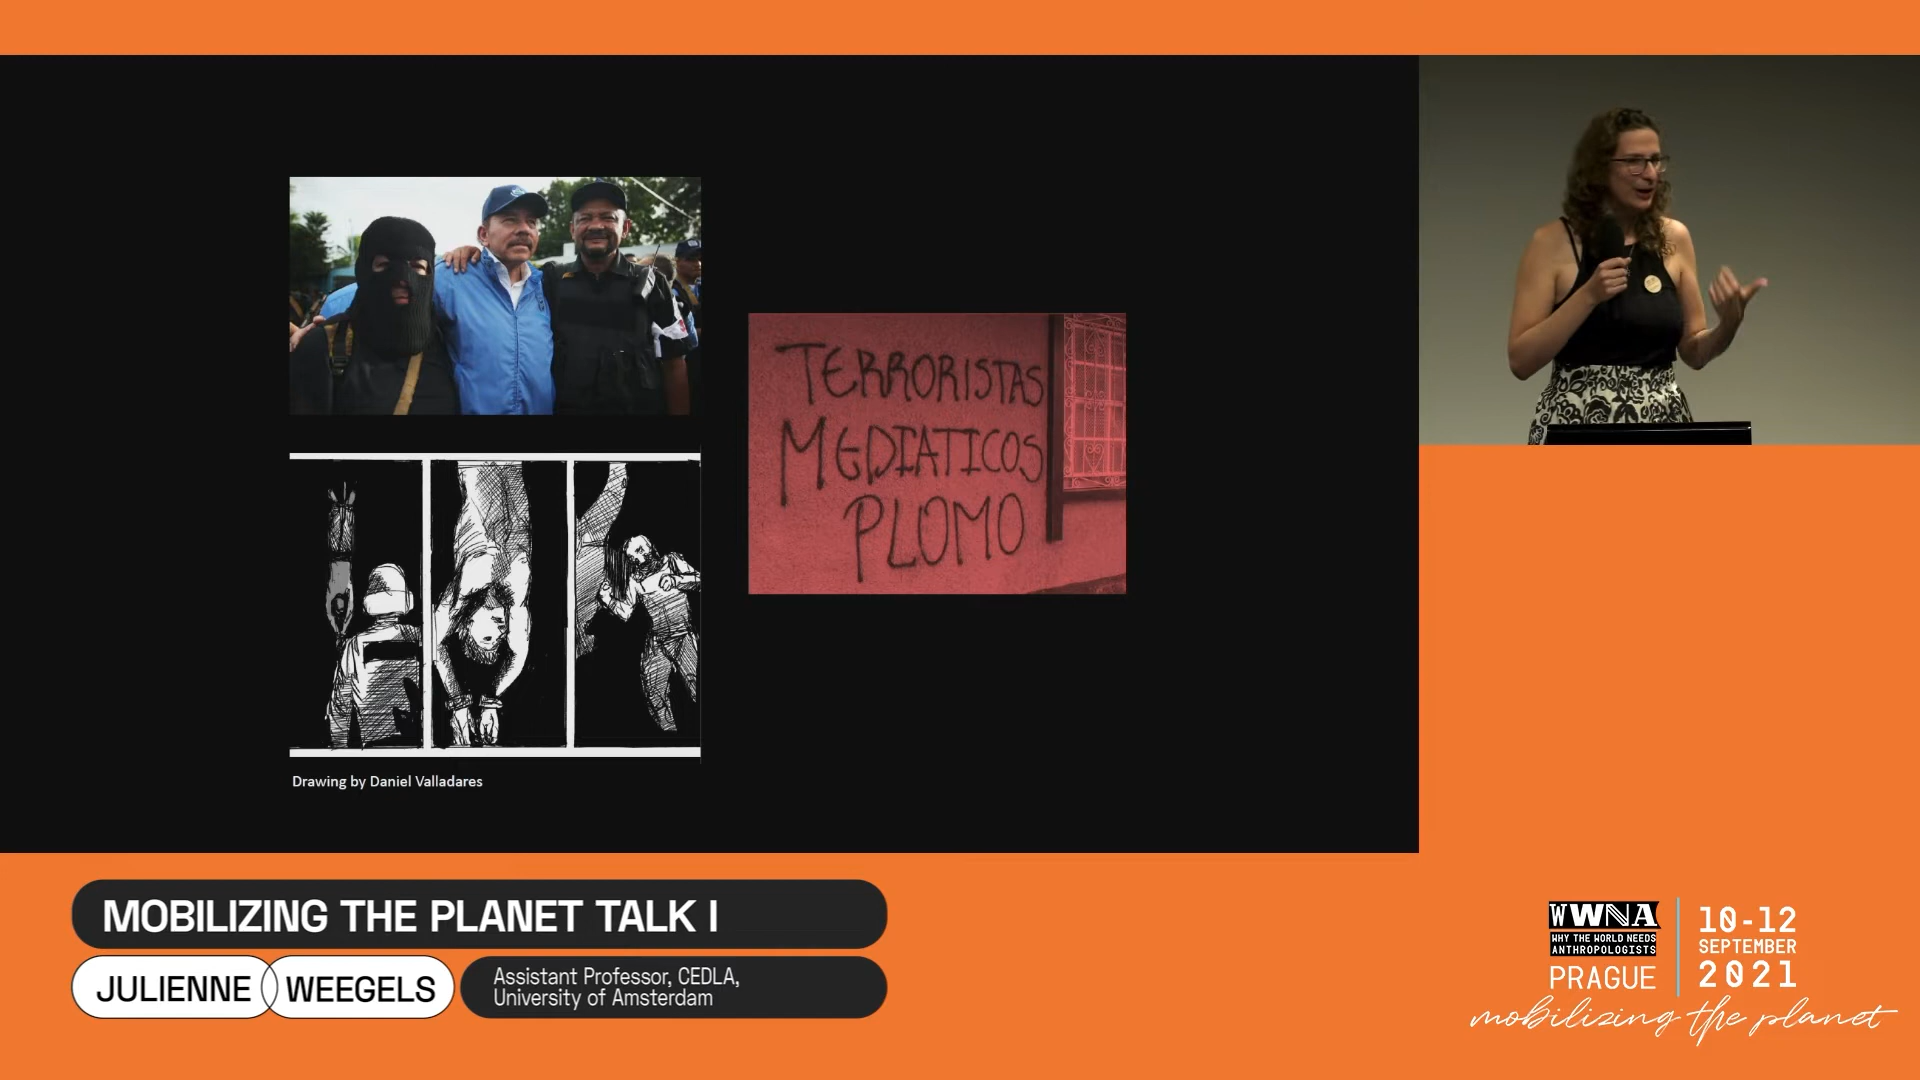 TERRORISTAS
MEDIATICOS
PLOMO
Drawing by Daniel Valladares
MOBILIZING THE PLANET TALK I
JULIENNE WEEGELS
Assistant Professor, CEDLA,
University of Amsterdam
WWNA
WHY THE WORLD NEEDS
ANTHROPOLOGISTS
PRAGUE
10-12
SEPTEMBER
2021
mobilizing the planet